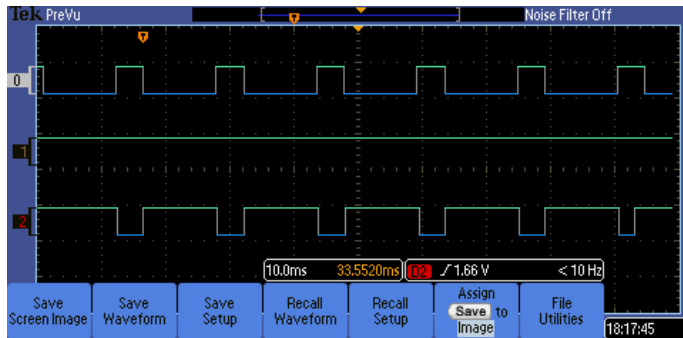 Tek PreVu
Noise Filter Off
T
T
0
1
2
10.0ms 33.5520ms
D2 1.66 V < 10 Hz
Save Screen Image
Save Waveform
Save Setup
Recall Waveform
Recall Setup
Assign Save to Image
File Utilities
18:17:45